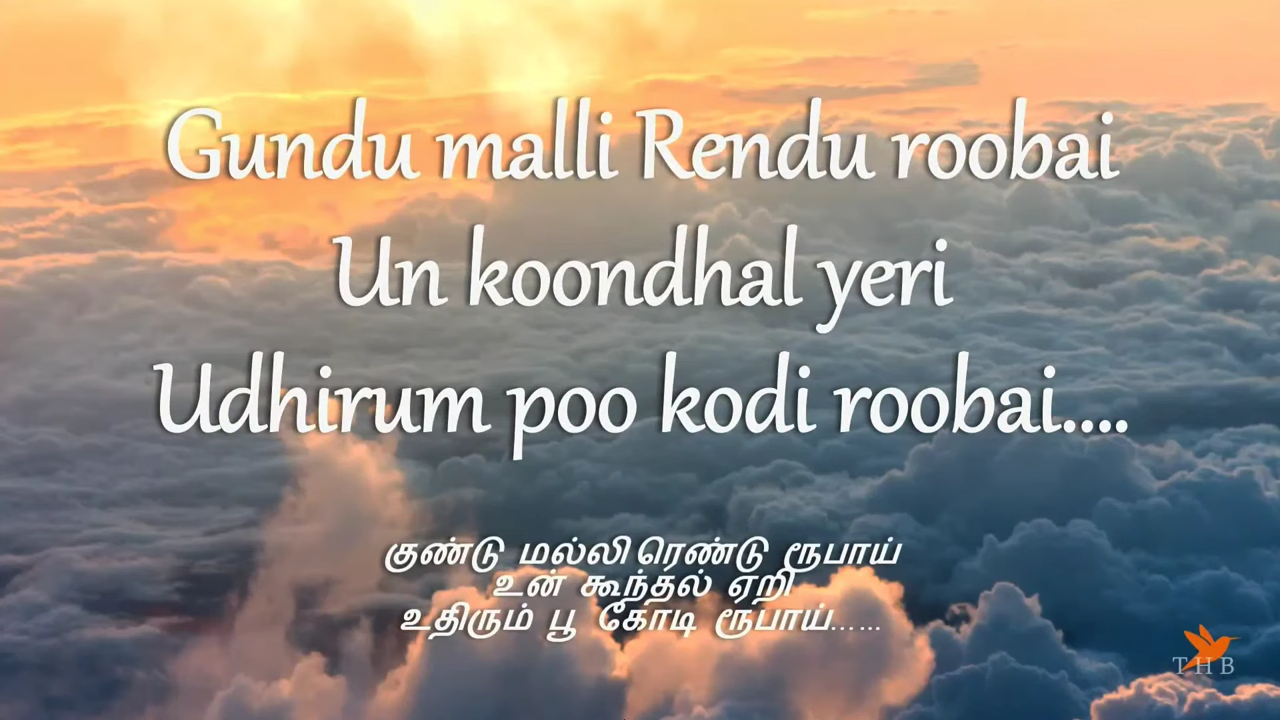 Gundu malli Rendu roobai
Un koondhal yeri
Udhirum poo kodi roobai....
குண்டு மல்லி ரெண்டு ரூபாய்
உன் கூந்தல் ஏறி
உதிரும் பூ கோடி ரூபாய்......
THB